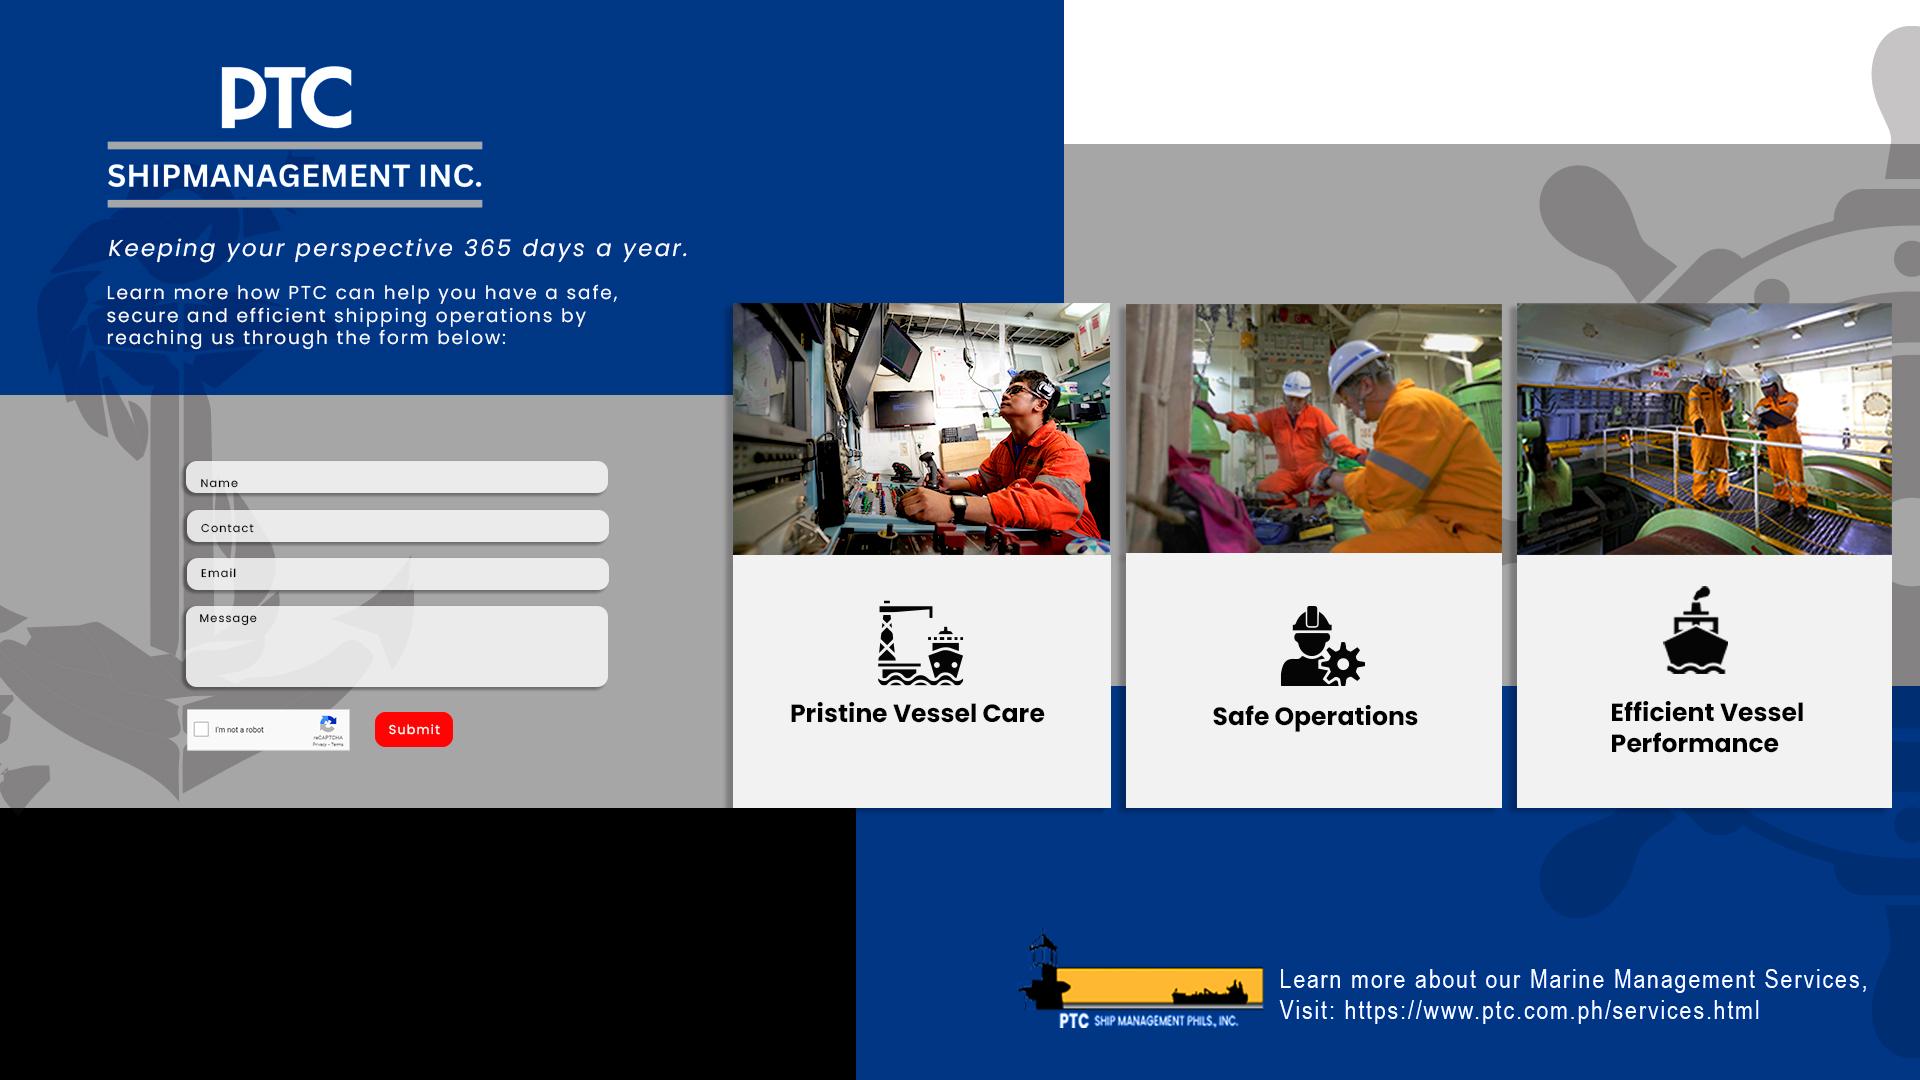 PTC
SHIPMANAGEMENT INC.
Keeping your perspective 365 days a year.
Learn more how PTC can help you have a safe,
secure and efficient shipping operations by
reaching us through the form below:
Name
Contact
Email
Message
I'm not a robot
reCAPTCHA
Privacy - Terms
Submit
Pristine Vessel Care
Safe Operations
Efficient Vessel
Performance
PTC SHIP MANAGEMENT PHILS., INC.
Learn more about our Marine Management Services,
Visit: https://www.ptc.com.ph/services.html